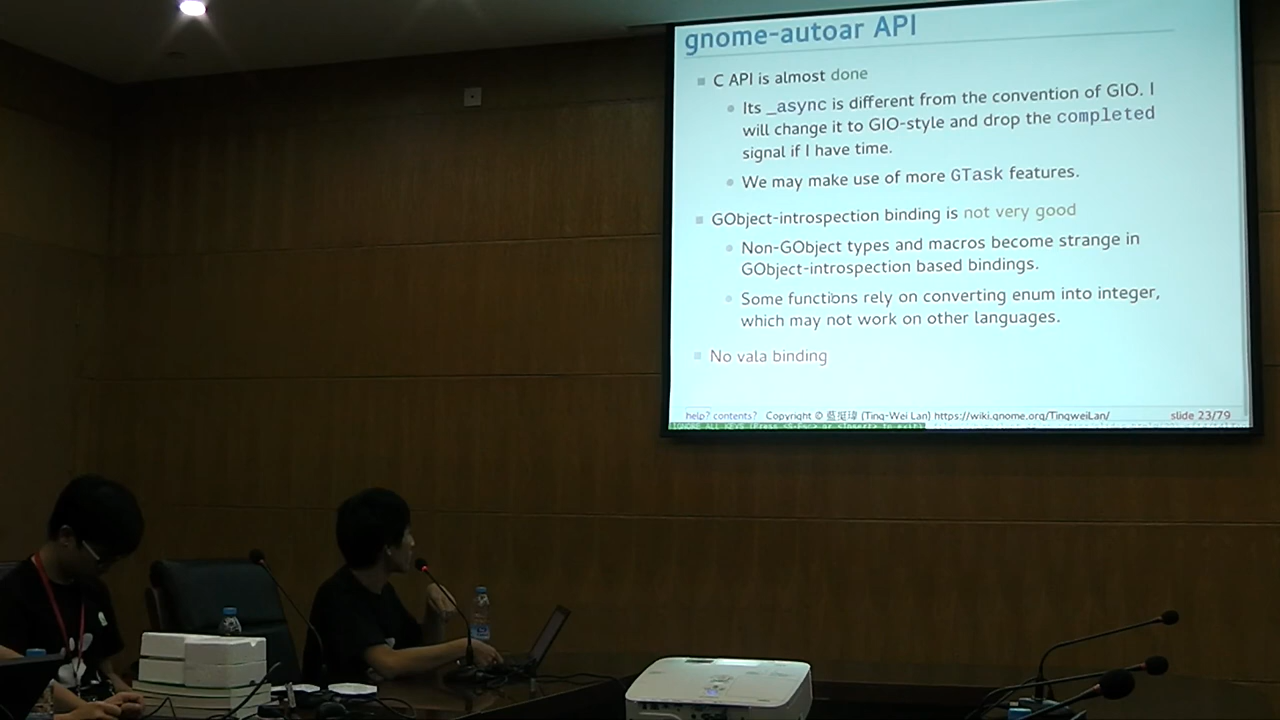 gnome-autoar API
C API is almost done
Its _async is different from the convention of GIO. I
will change it to GIO-style and drop the completed
signal if I have time.
We may make use of more GTask features.
GObject-introspection binding is not very good
Non-GObject types and macros become strange in
GObject-introspection based bindings.
Some functions rely on converting enum into integer,
which may not work on other languages.
No vala binding
help? contents? Copyright © 藍挺瑋 (Ting-Wei Lan) https://wiki.gnome.org/TingweiLan/ slide 23/79